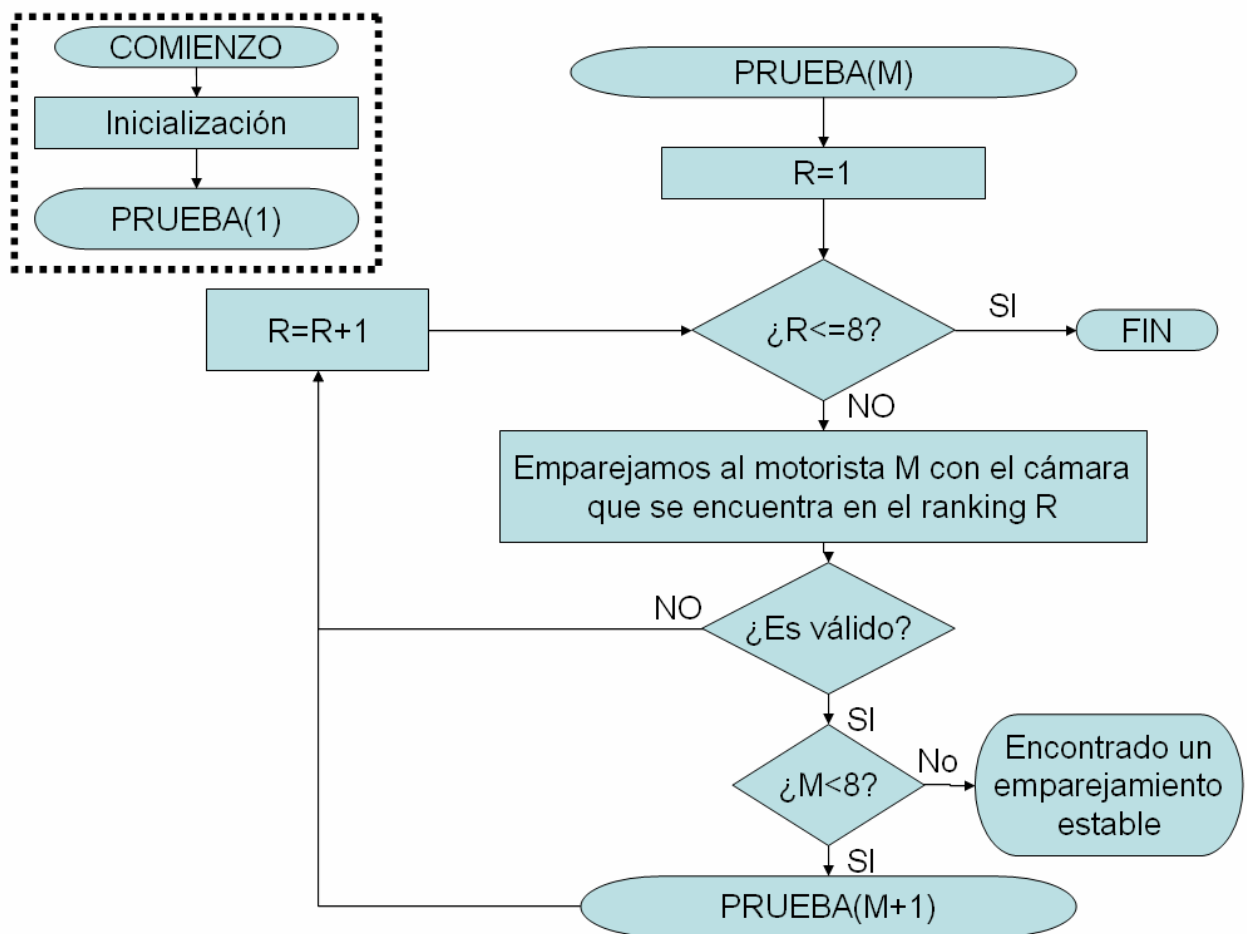 COMIENZO
Inicialización
PRUEBA(1)
PRUEBA(M)
R=1
R=R+1
¿R<=8?
SI
FIN
NO
Emparejamos al motorista M con el cámara
que se encuentra en el ranking R
NO
¿Es válido?
SI
¿M<8?
No
Encontrado un
emparejamiento
estable
SI
PRUEBA(M+1)